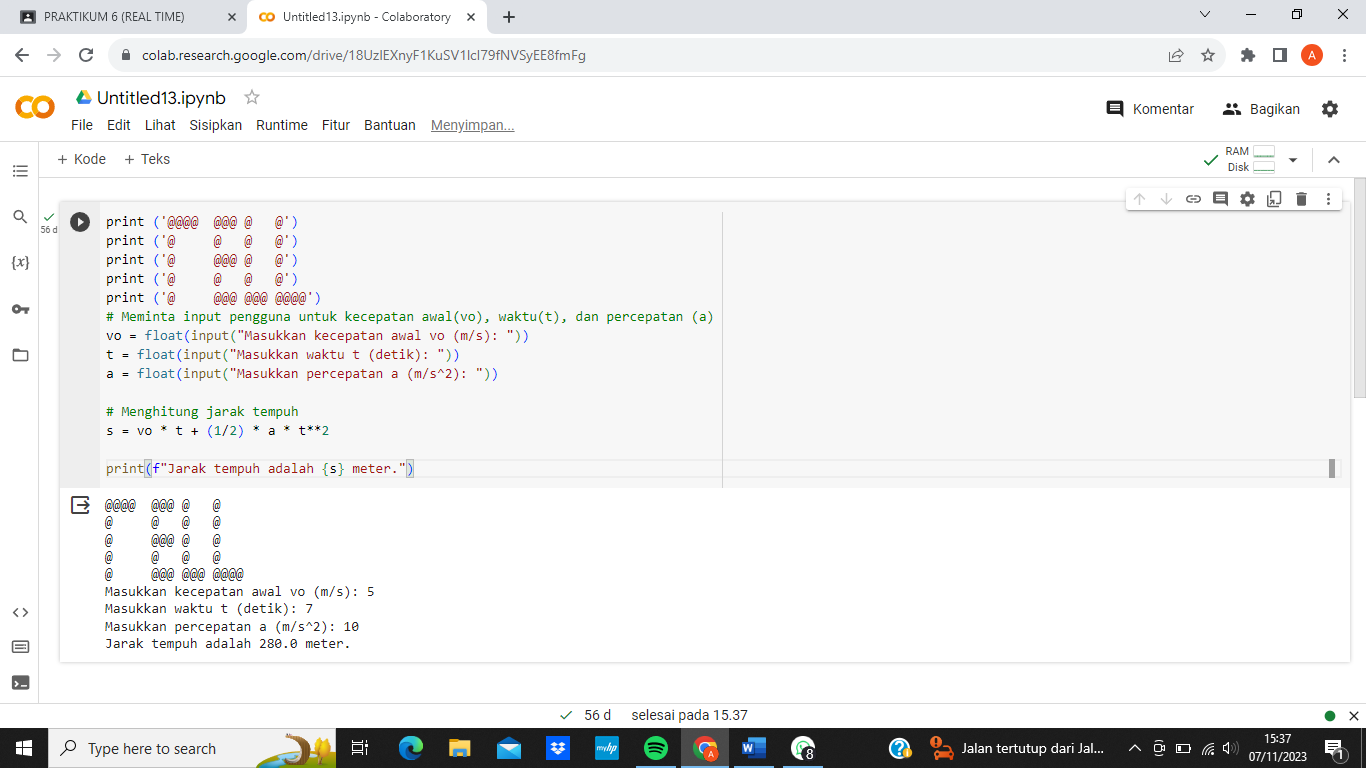 PRAKTIKUM 6 (REAL TIME)
Untitled13.ipynb - Colaboratory
colab.research.google.com/drive/18UzlEXnyF1KuSV1lcI79fNVSyEE8fmFg
A
Untitled13.ipynb
Komentar
Bagikan
File Edit Lihat Sisipkan Runtime Fitur Bantuan Menyimpan...
+ Kode + Teks
RAM
Disk
56 d
print ('@@@@  @@@ @   @')
print ('@     @   @   @')
print ('@     @@@ @   @')
print ('@     @   @   @')
print ('@     @@@ @@@ @@@@')
# Meminta input pengguna untuk kecepatan awal(vo), waktu(t), dan percepatan (a)
vo = float(input("Masukkan kecepatan awal vo (m/s): "))
t = float(input("Masukkan waktu t (detik): "))
a = float(input("Masukkan percepatan a (m/s^2): "))
# Menghitung jarak tempuh
s = vo * t + (1/2) * a * t**2
print(f"Jarak tempuh adalah {s} meter.")
@@@@  @@@ @   @
@     @   @   @
@     @@@ @   @
@     @   @   @
@     @@@ @@@ @@@@
Masukkan kecepatan awal vo (m/s): 5
Masukkan waktu t (detik): 7
Masukkan percepatan a (m/s^2): 10
Jarak tempuh adalah 280.0 meter.
{x}
56 d selesai pada 15.37
Type here to search
myhp
A
W
8
Jalan tertutup dari Jal...
15:37
07/11/2023
1